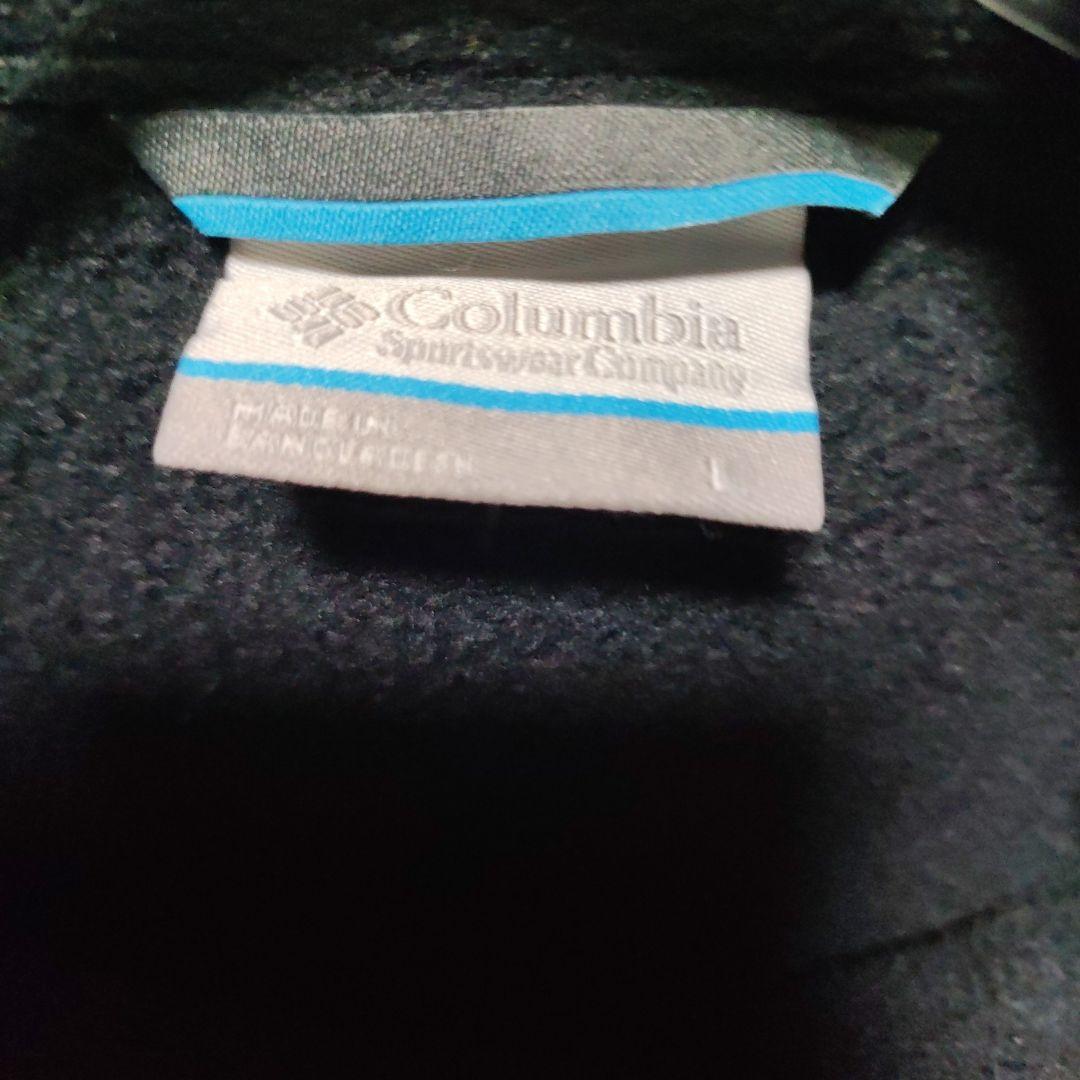 Columbia
Sportswear Company
MADE IN
BANGLADESH
L